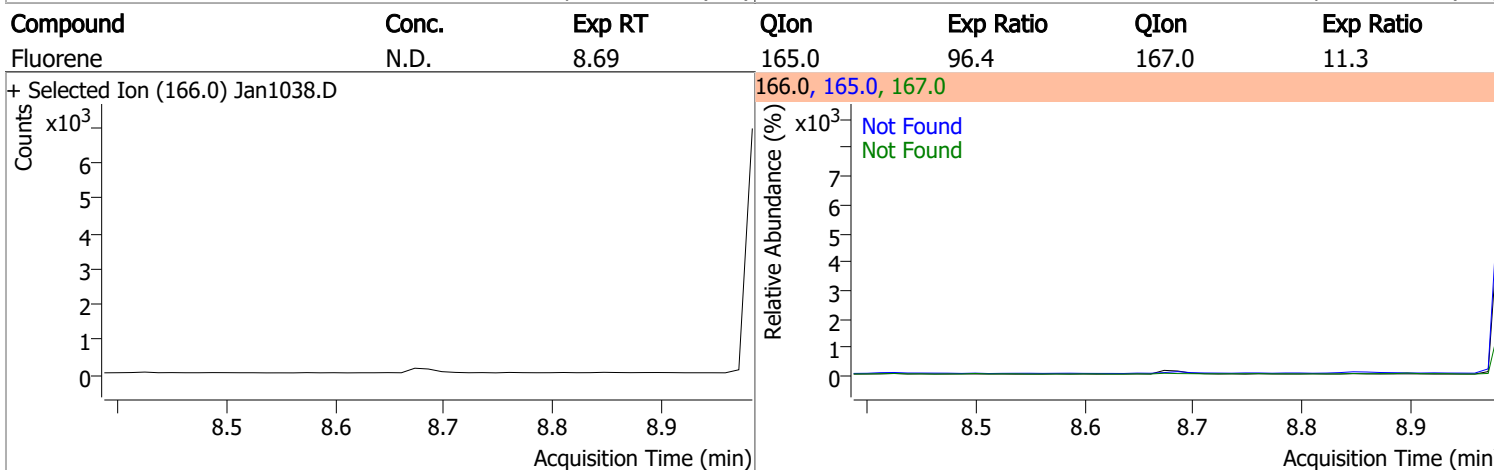 Compound Conc. Exp RT QIon Exp Ratio QIon Exp Ratio
Fluorene N.D. 8.69 165.0 96.4 167.0 11.3
+ Selected Ion (166.0) Jan1038.D
Counts
x10³
6
5
4
3
2
1
0
8.5 8.6 8.7 8.8 8.9
Acquisition Time (min)
166.0, 165.0, 167.0
Relative Abundance (%)
x10³
Not Found
Not Found
7
6
5
4
3
2
1
0
8.5 8.6 8.7 8.8 8.9
Acquisition Time (min